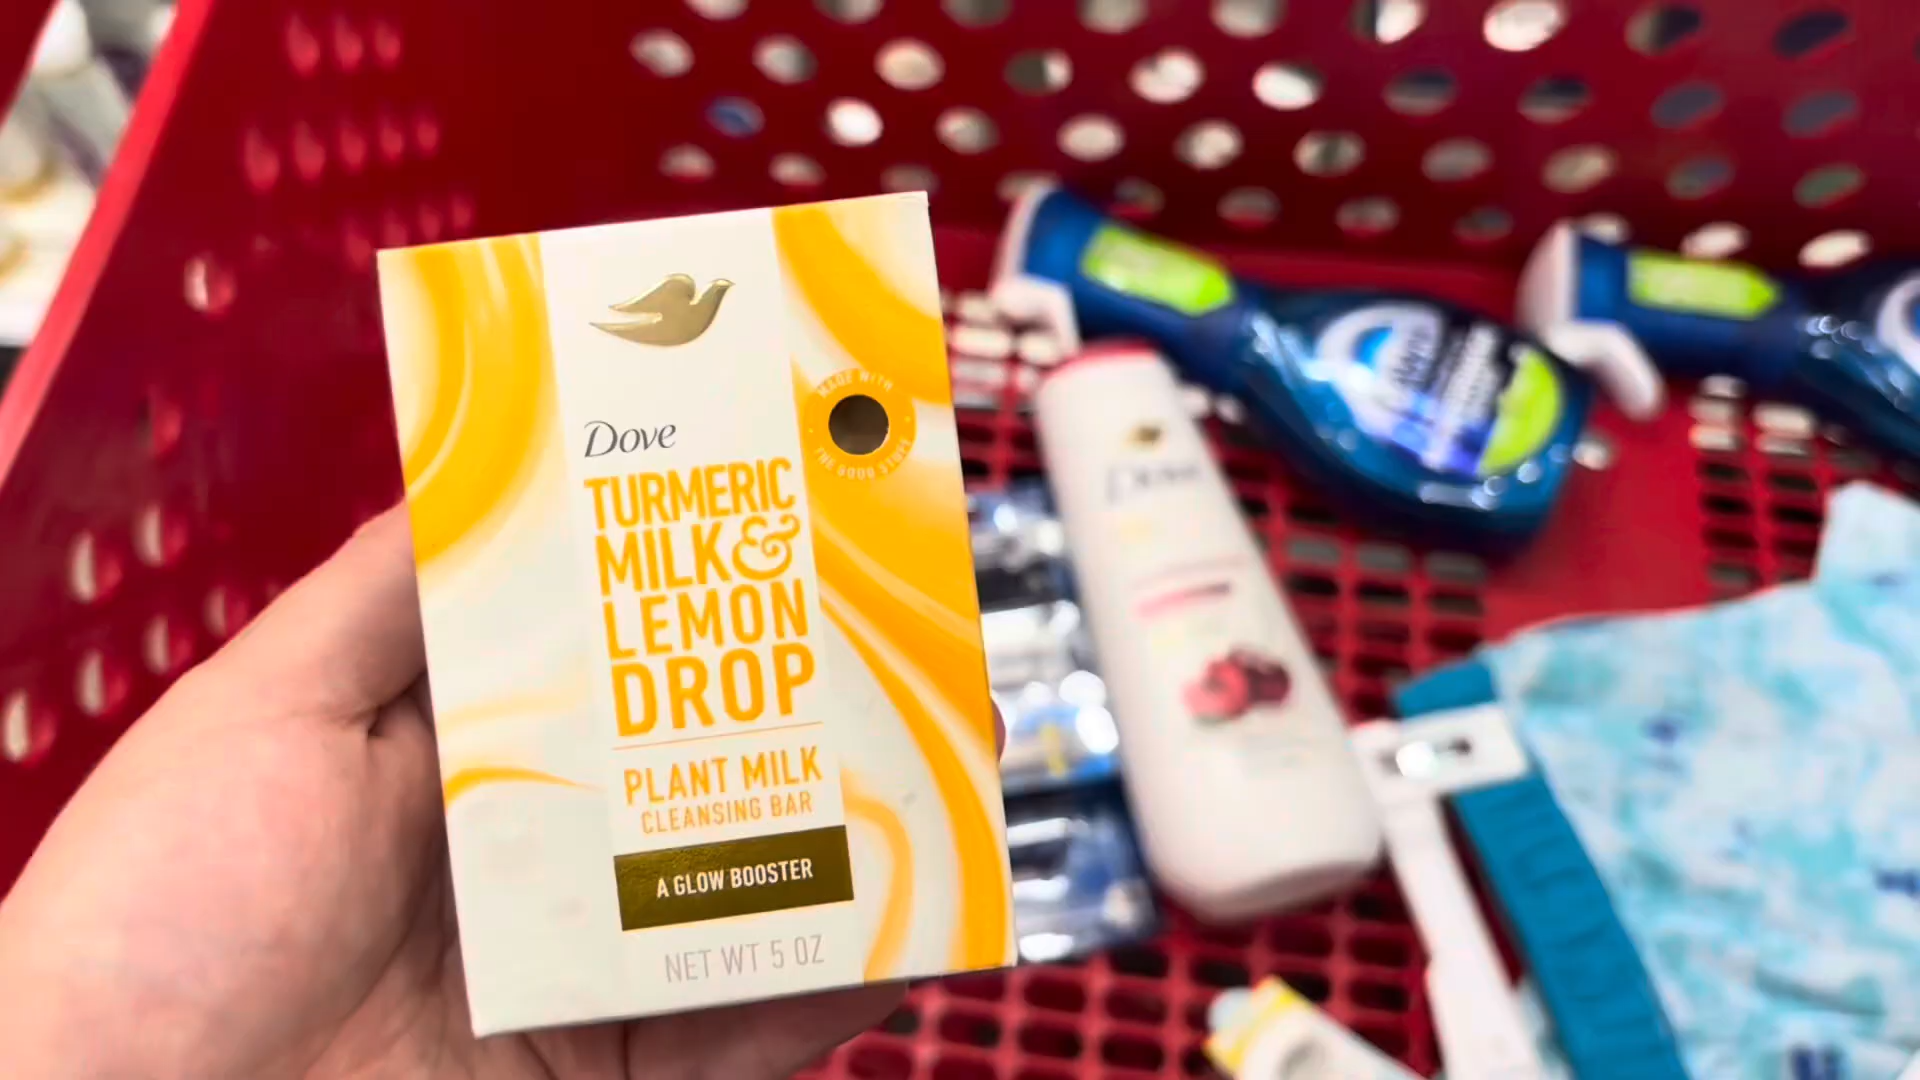 Dove
TURMERIC
MILK &
LEMON
DROP
PLANT MILK
CLEANSING BAR
A GLOW BOOSTER
NET WT 5 OZ
MADE WITH
THE GOOD STUFF
Dove